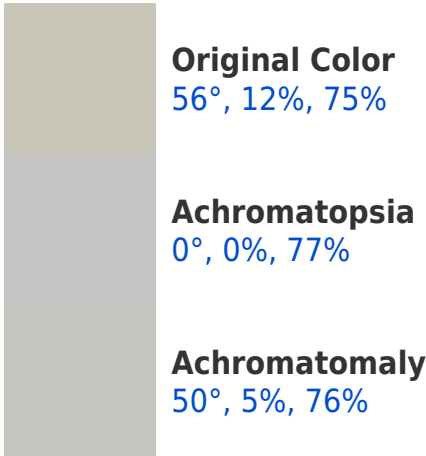 Original Color
56°, 12%, 75%
Achromatopsia
0°, 0%, 77%
Achromatomaly
50°, 5%, 76%